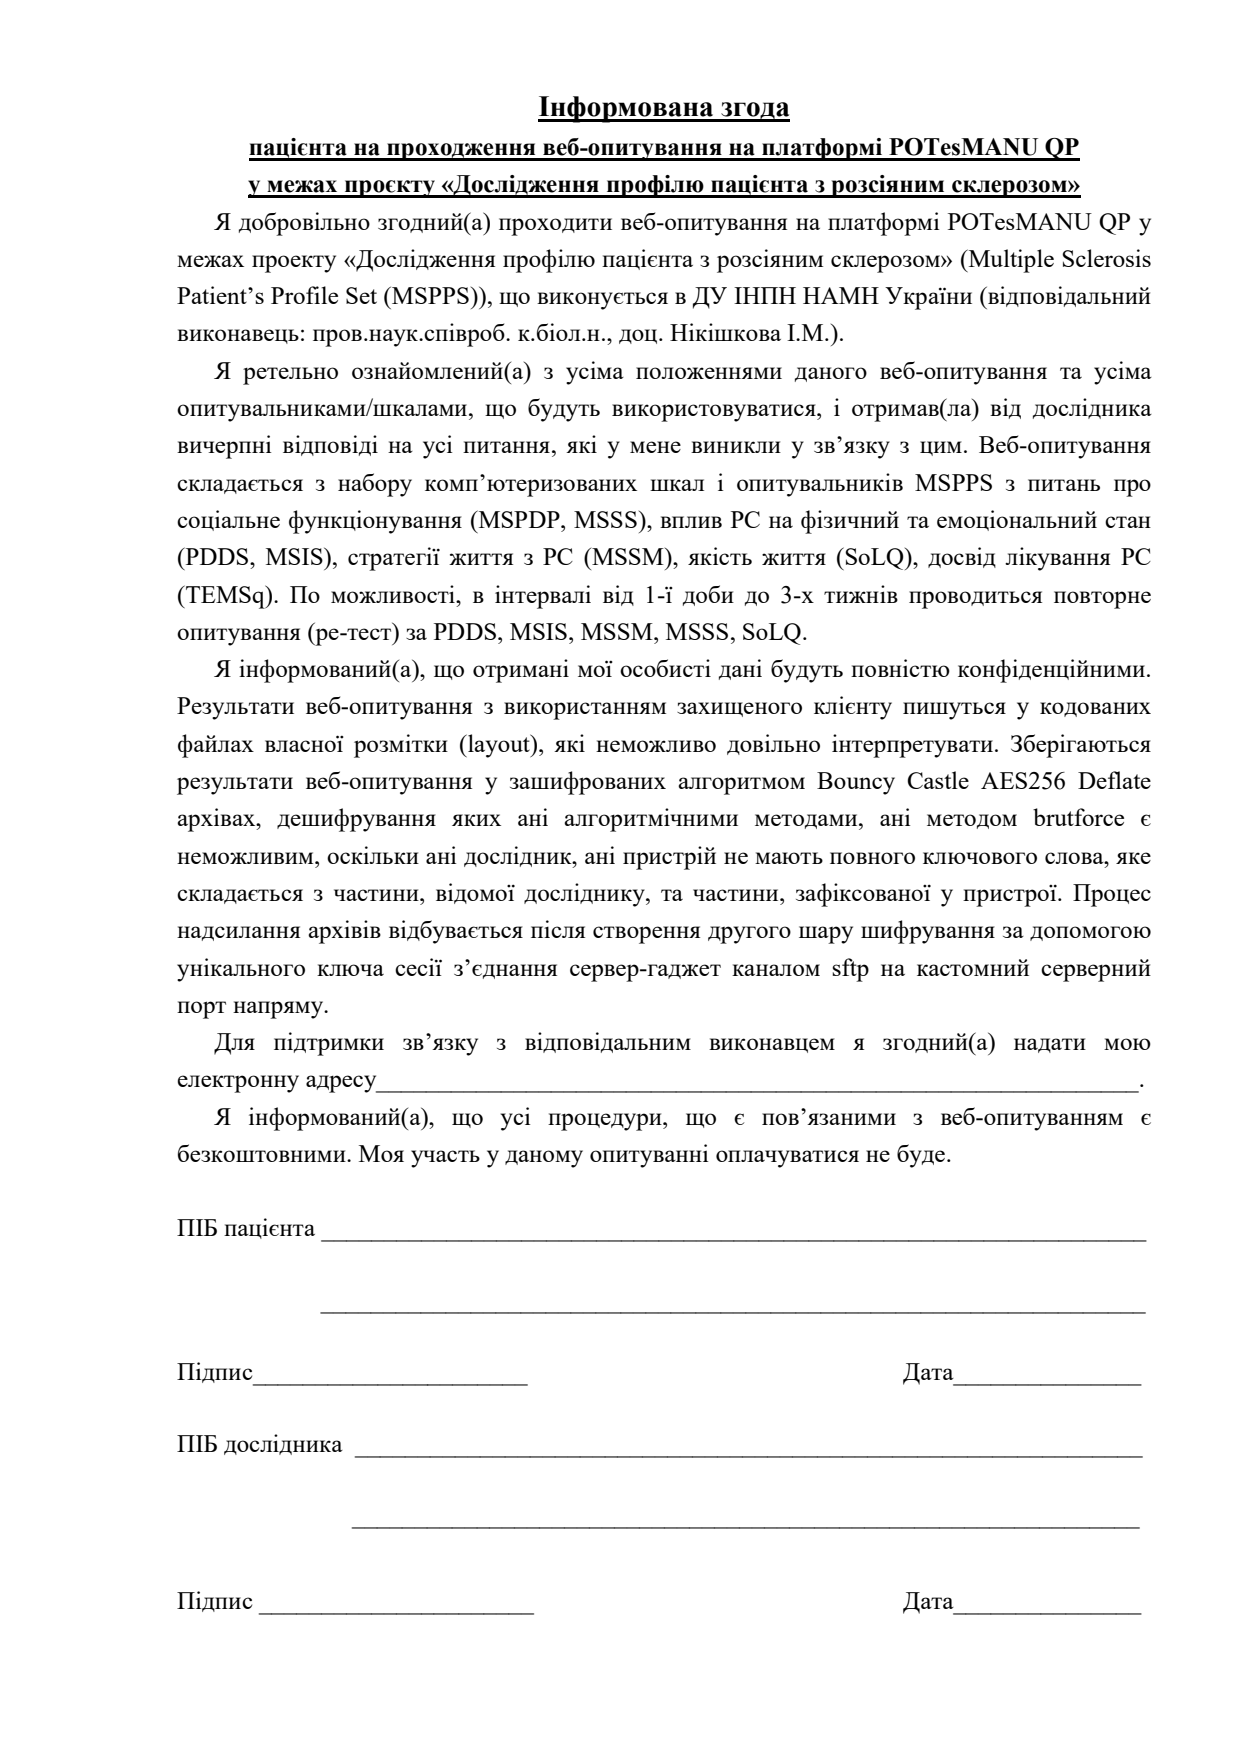 Інформована згода
пацієнта на проходження веб-опитування на платформі POTesMANU QP
у межах проєкту «Дослідження профілю пацієнта з розсіяним склерозом»
Я добровільно згодний(а) проходити веб-опитування на платформі POTesMANU QP у
межах проекту «Дослідження профілю пацієнта з розсіяним склерозом» (Multiple Sclerosis
Patient’s Profile Set (MSPPS)), що виконується в ДУ ІНПН НАМН України (відповідальний
виконавець: пров.наук.співроб. к.біол.н., доц. Нікішкова І.М.).
Я ретельно ознайомлений(а) з усіма положеннями даного веб-опитування та усіма
опитувальниками/шкалами, що будуть використовуватися, і отримав(ла) від дослідника
вичерпні відповіді на усі питання, які у мене виникли у зв’язку з цим. Веб-опитування
складається з набору комп’ютеризованих шкал і опитувальників MSPPS з питань про
соціальне функціонування (MSPDP, MSSS), вплив РС на фізичний та емоціональний стан
(PDDS, MSIS), стратегії життя з РС (MSSM), якість життя (SoLQ), досвід лікування РС
(TEMSq). По можливості, в інтервалі від 1-ї доби до 3-х тижнів проводиться повторне
опитування (ре-тест) за PDDS, MSIS, MSSM, MSSS, SoLQ.
Я інформований(а), що отримані мої особисті дані будуть повністю конфіденційними.
Результати веб-опитування з використанням захищеного клієнту пишуться у кодованих
файлах власної розмітки (layout), які неможливо довільно інтерпретувати. Зберігаються
результати веб-опитування у зашифрованих алгоритмом Bouncy Castle AES256 Deflate
архівах, дешифрування яких ані алгоритмічними методами, ані методом brutforce є
неможливим, оскільки ані дослідник, ані пристрій не мають повного ключового слова, яке
складається з частини, відомої досліднику, та частини, зафіксованої у пристрої. Процес
надсилання архівів відбувається після створення другого шару шифрування за допомогою
унікального ключа сесії з’єднання сервер-гаджет каналом sftp на кастомний серверний
порт напряму.
Для підтримки зв’язку з відповідальним виконавцем я згодний(а) надати мою
електронну адресу_____________________________________________________________.
Я інформований(а), що усі процедури, що є пов’язаними з веб-опитуванням є
безкоштовними. Моя участь у даному опитуванні оплачуватися не буде.
ПІБ пацієнта __________________________________________________________________
__________________________________________________________________
Підпис______________________ Дата_______________
ПІБ дослідника _______________________________________________________________
_______________________________________________________________
Підпис ______________________ Дата_______________